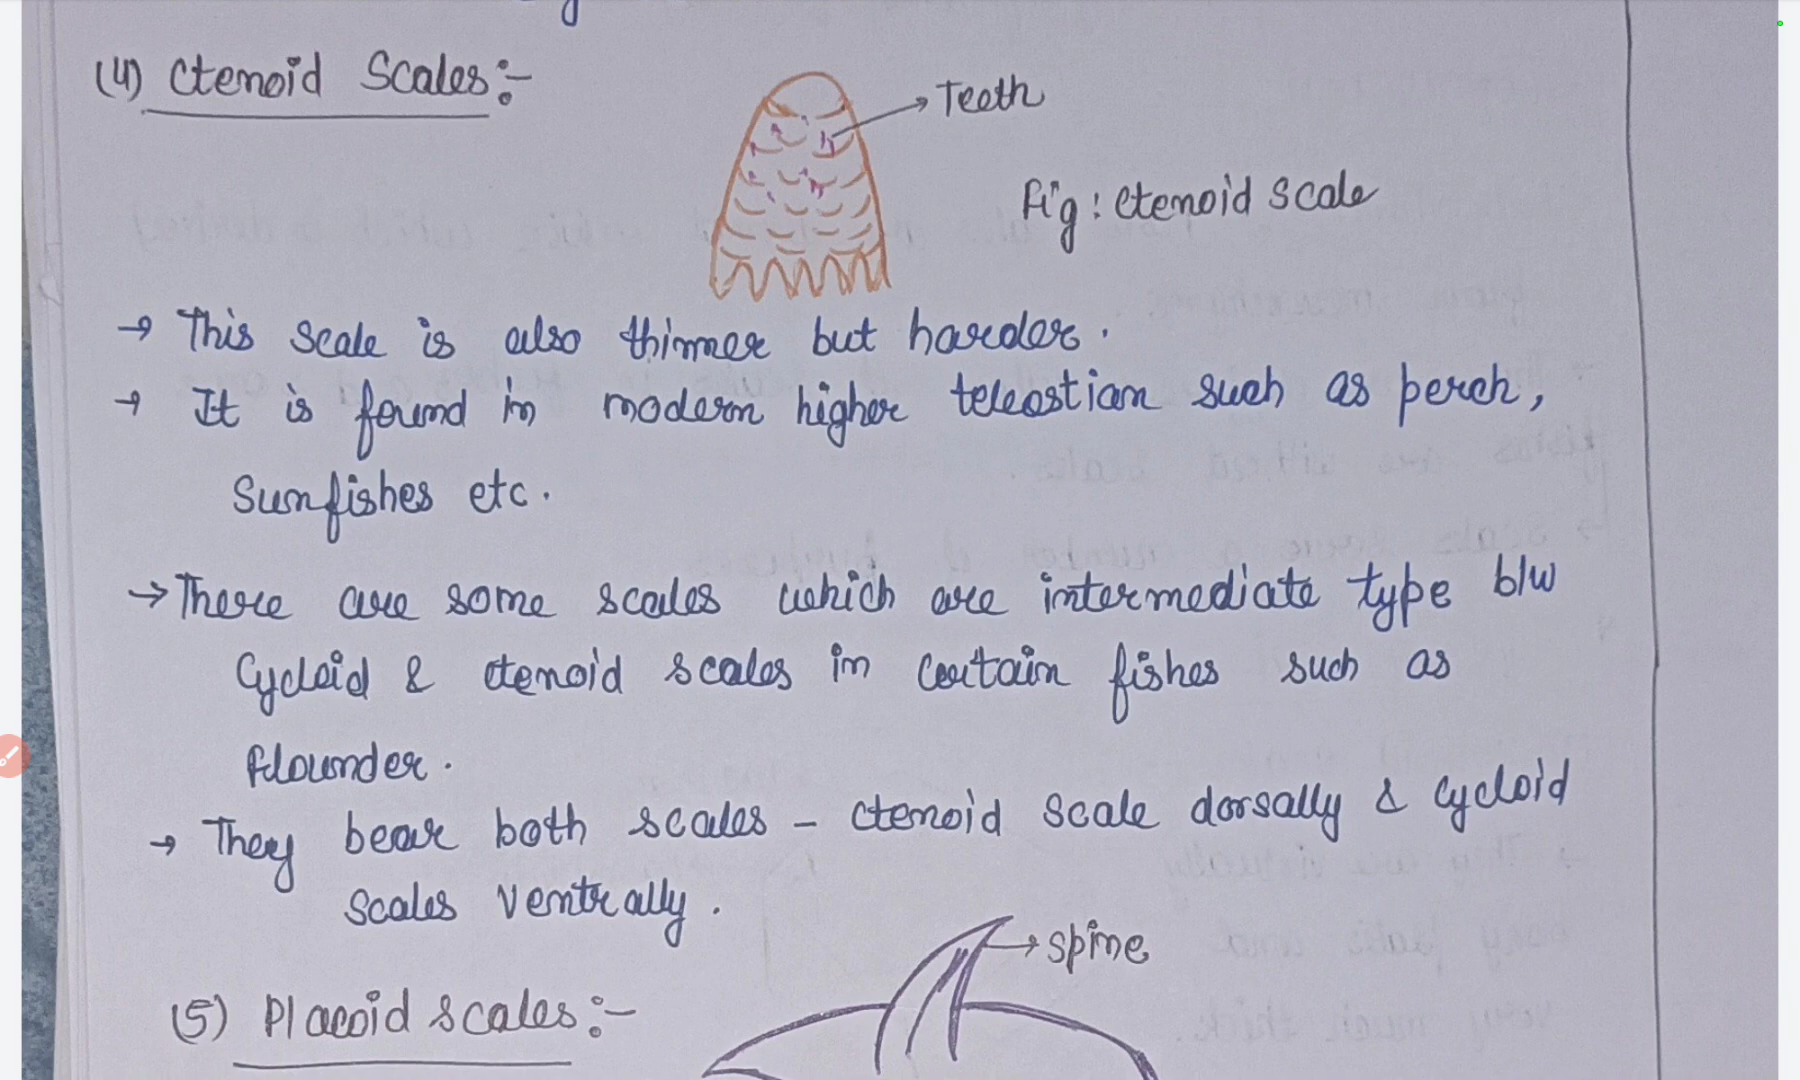 (4) Ctenoid Scales:-
Teeth
Fig: Ctenoid Scale
→ This scale is also thinner but harder.
→ It is found in modern higher teleostian such as perch,
Sunfishes etc.
→ There are some scales which are intermediate type b/w
Cycloid & ctenoid scales in certain fishes such as
flounder.
→ They bear both scales - ctenoid scale dorsally & cycloid
scales ventrally.
→ spine
(5) Placoid scales:-